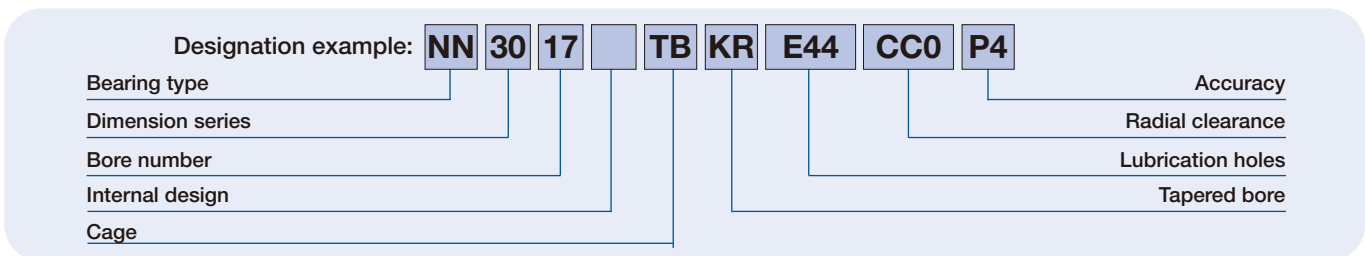 Designation example: NN 30 17 TB KR E44 CC0 P4
Bearing type
Accuracy
Dimension series
Radial clearance
Bore number
Lubrication holes
Internal design
Tapered bore
Cage